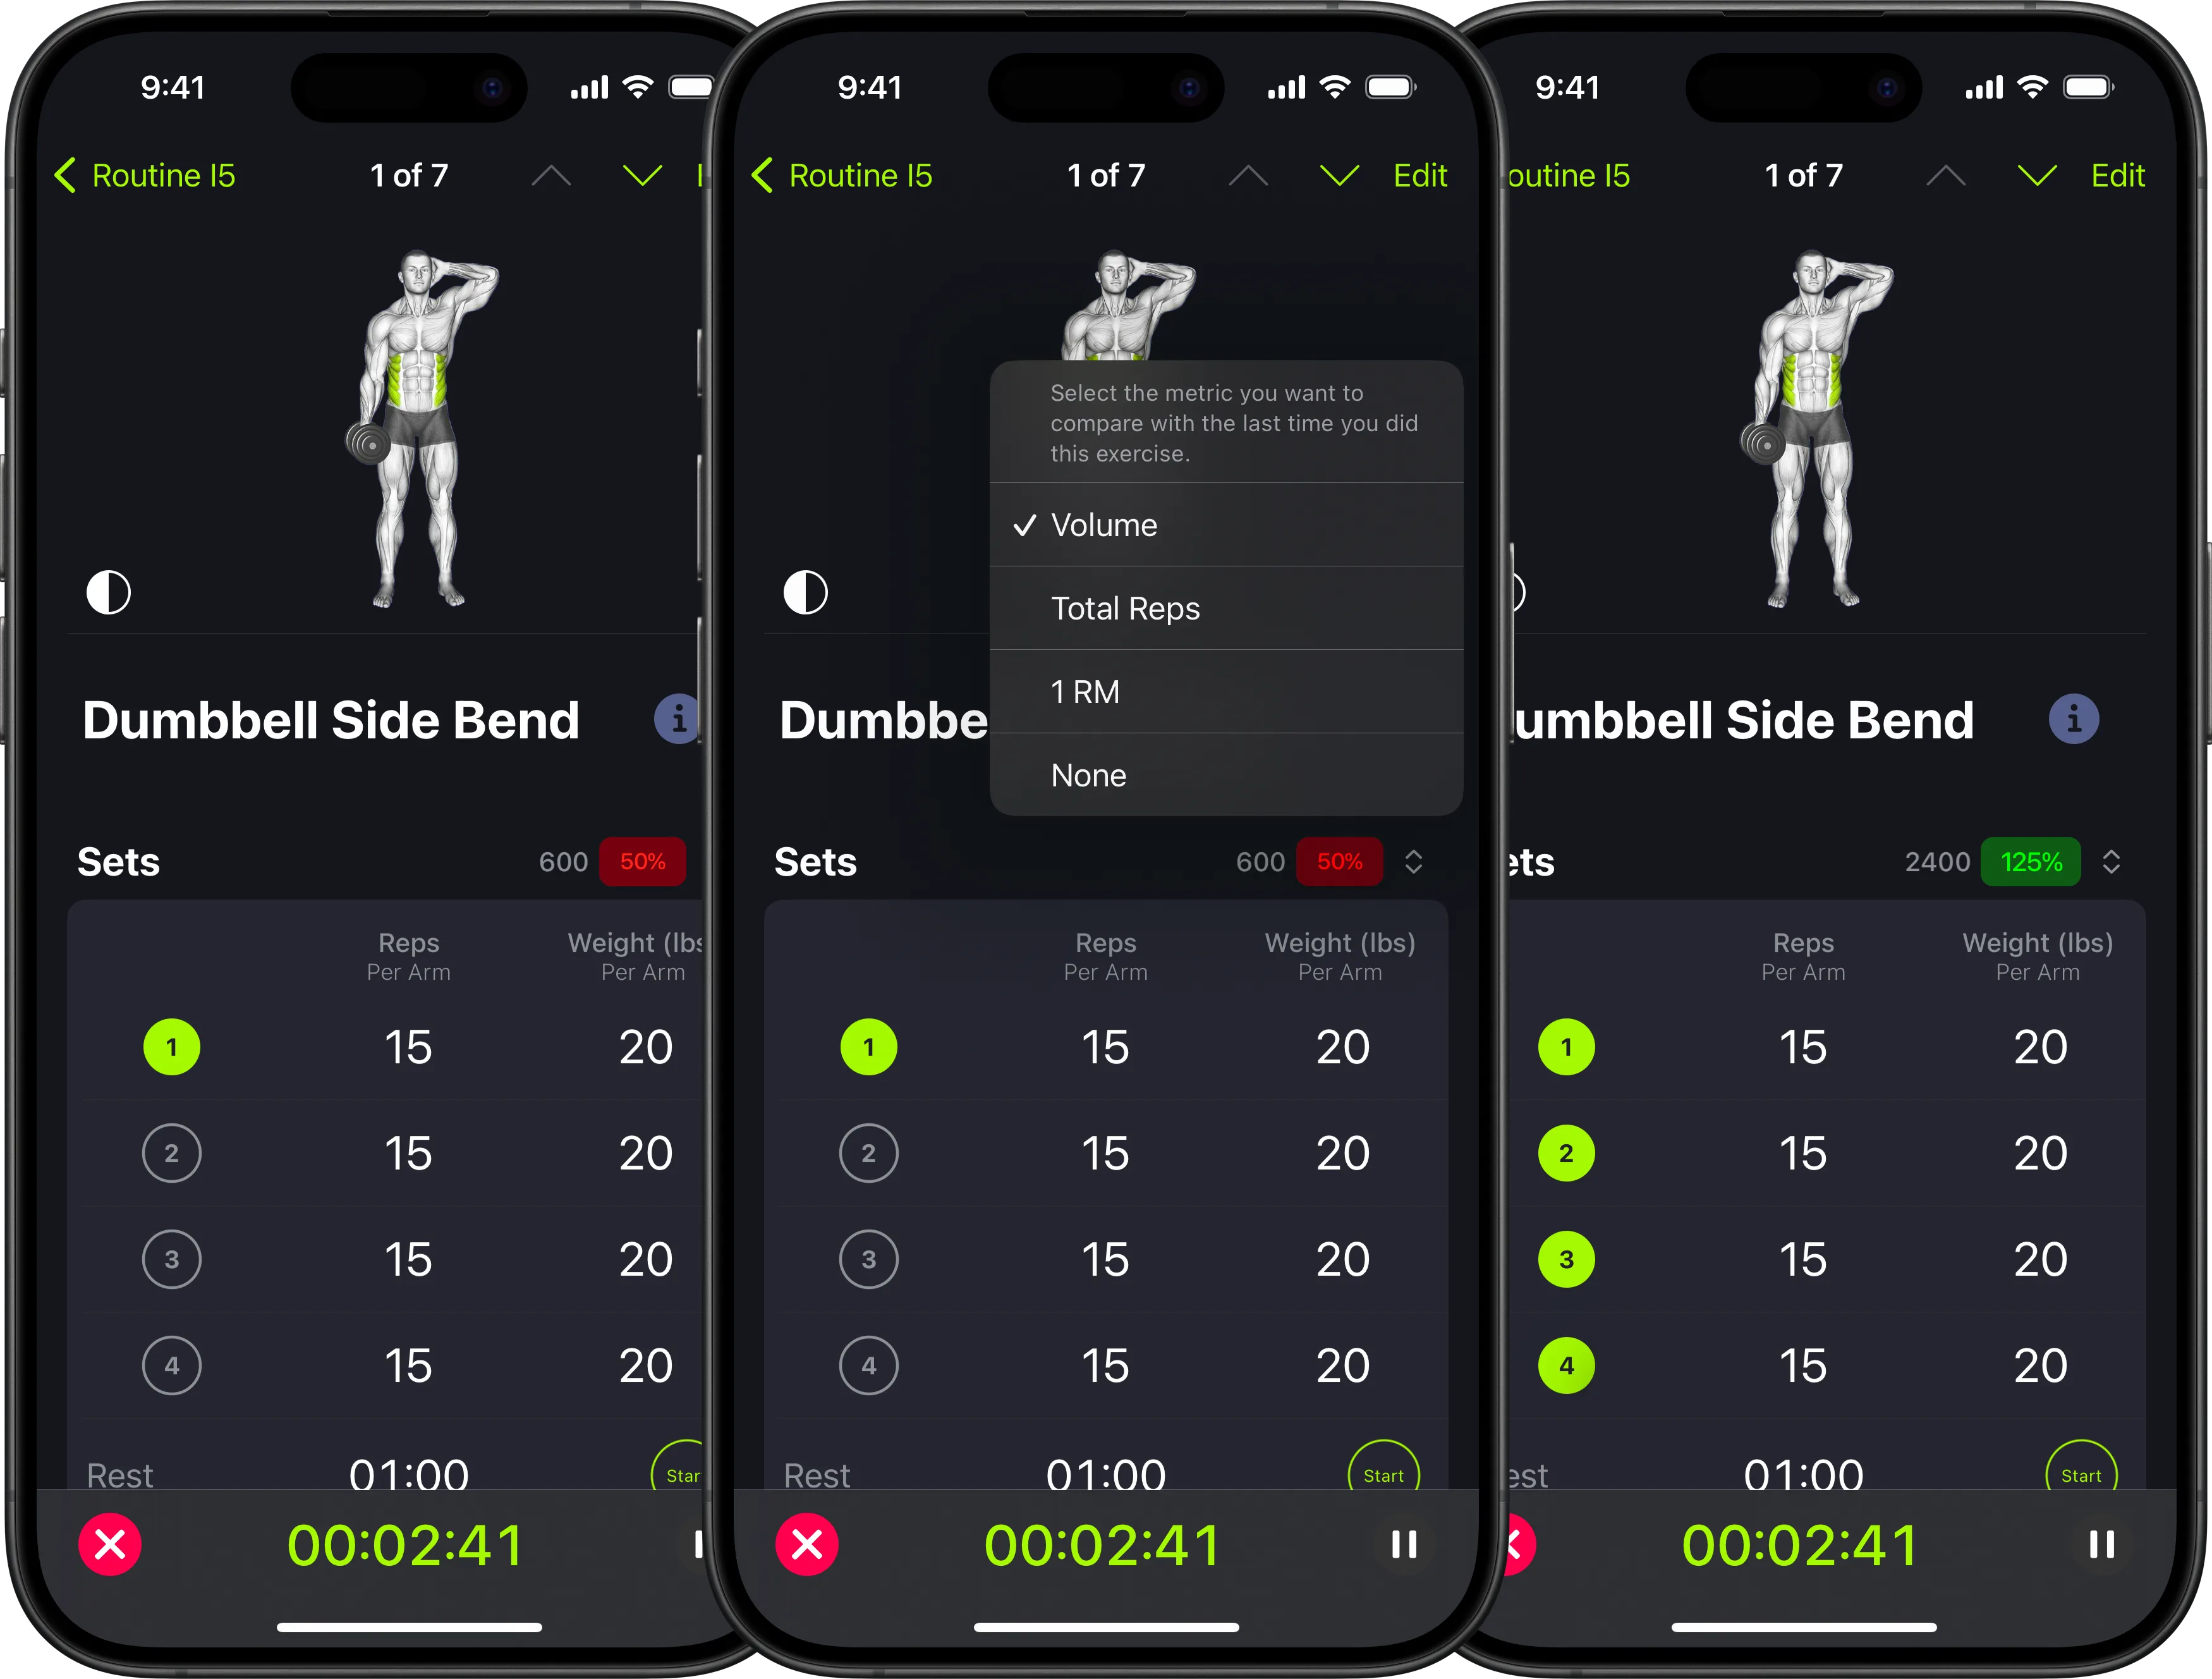 9:41
Routine I5 1 of 7
Dumbbell Side Bend
Sets 600 50%
Reps Weight (lbs
Per Arm Per Arm
1 15 20
2 15 20
3 15 20
4 15 20
Rest 01:00 Star
00:02:41
9:41
Routine I5 1 of 7 Edit
Select the metric you want to
compare with the last time you did
this exercise.
Volume
Total Reps
1 RM
None
Dumbbe
Sets 600 50%
Reps Weight (lbs)
Per Arm Per Arm
1 15 20
2 15 20
3 15 20
4 15 20
Rest 01:00 Start
00:02:41
9:41
outine I5 1 of 7 Edit
umbbell Side Bend
ets 2400 125%
Reps Weight (lbs)
Per Arm Per Arm
1 15 20
2 15 20
3 15 20
4 15 20
est 01:00 Start
00:02:41